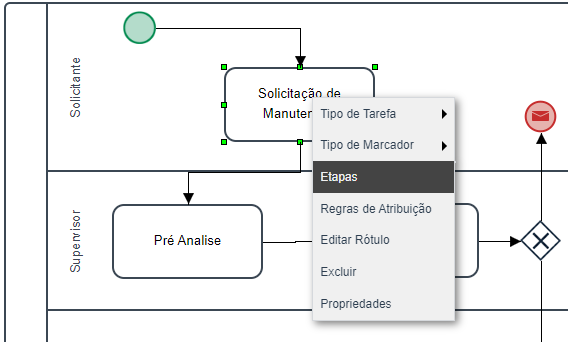 Solicitante
Solicitação de
Manuten
Tipo de Tarefa
Tipo de Marcador
Etapas
Regras de Atribuição
Editar Rótulo
Excluir
Propriedades
Supervisor
Pré Analise